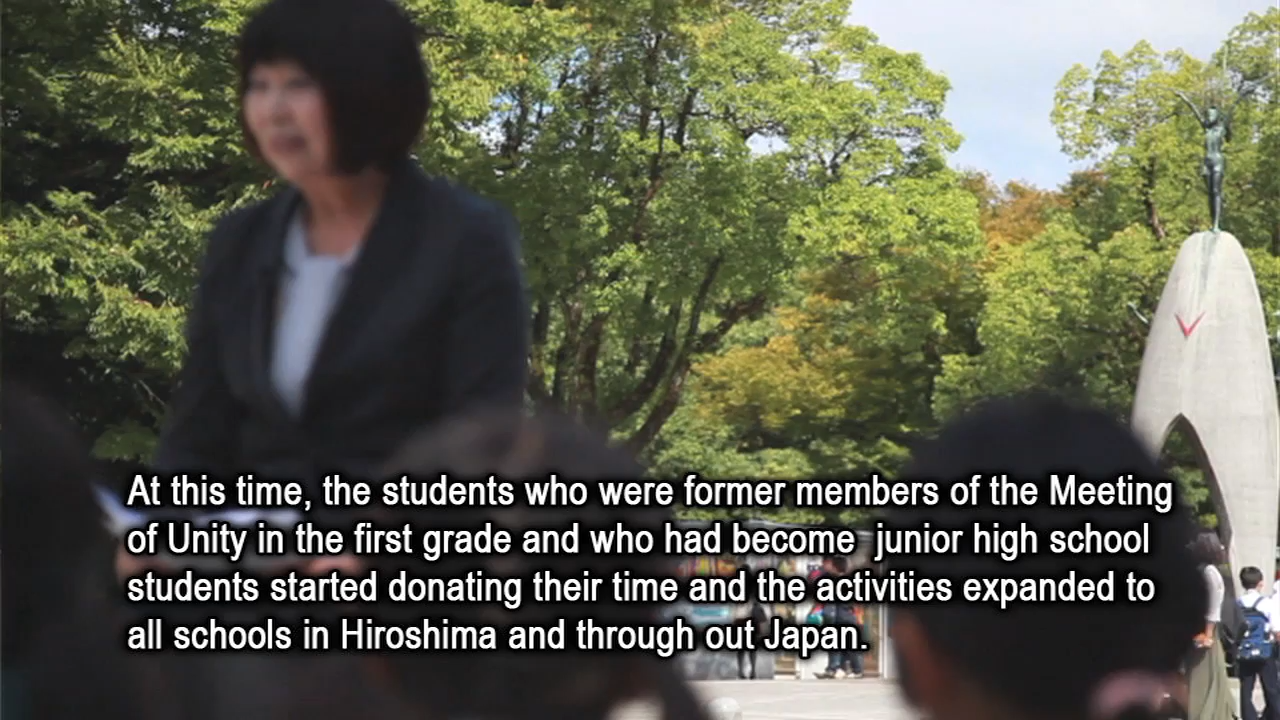 At this time, the students who were former members of the Meeting
of Unity in the first grade and who had become  junior high school
students started donating their time and the activities expanded to
all schools in Hiroshima and through out Japan.